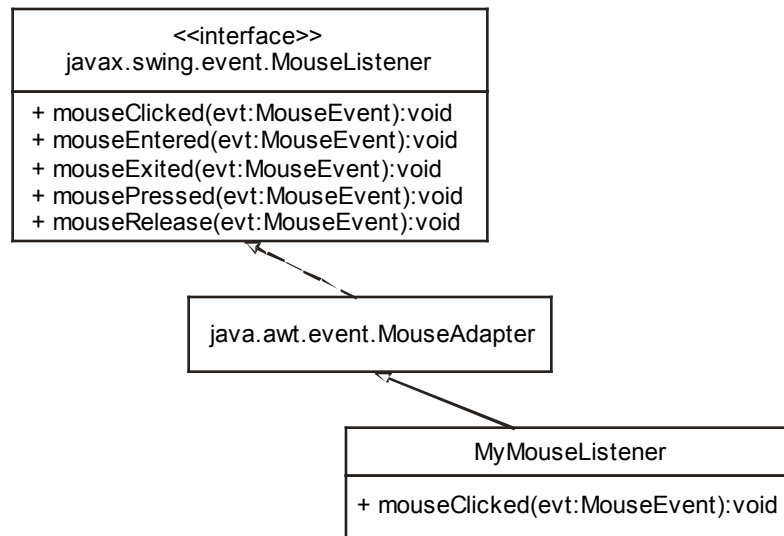 <<interface>>
javax.swing.event.MouseListener
+ mouseClicked(evt:MouseEvent):void
+ mouseEntered(evt:MouseEvent):void
+ mouseExited(evt:MouseEvent):void
+ mousePressed(evt:MouseEvent):void
+ mouseRelease(evt:MouseEvent):void
java.awt.event.MouseAdapter
MyMouseListener
+ mouseClicked(evt:MouseEvent):void